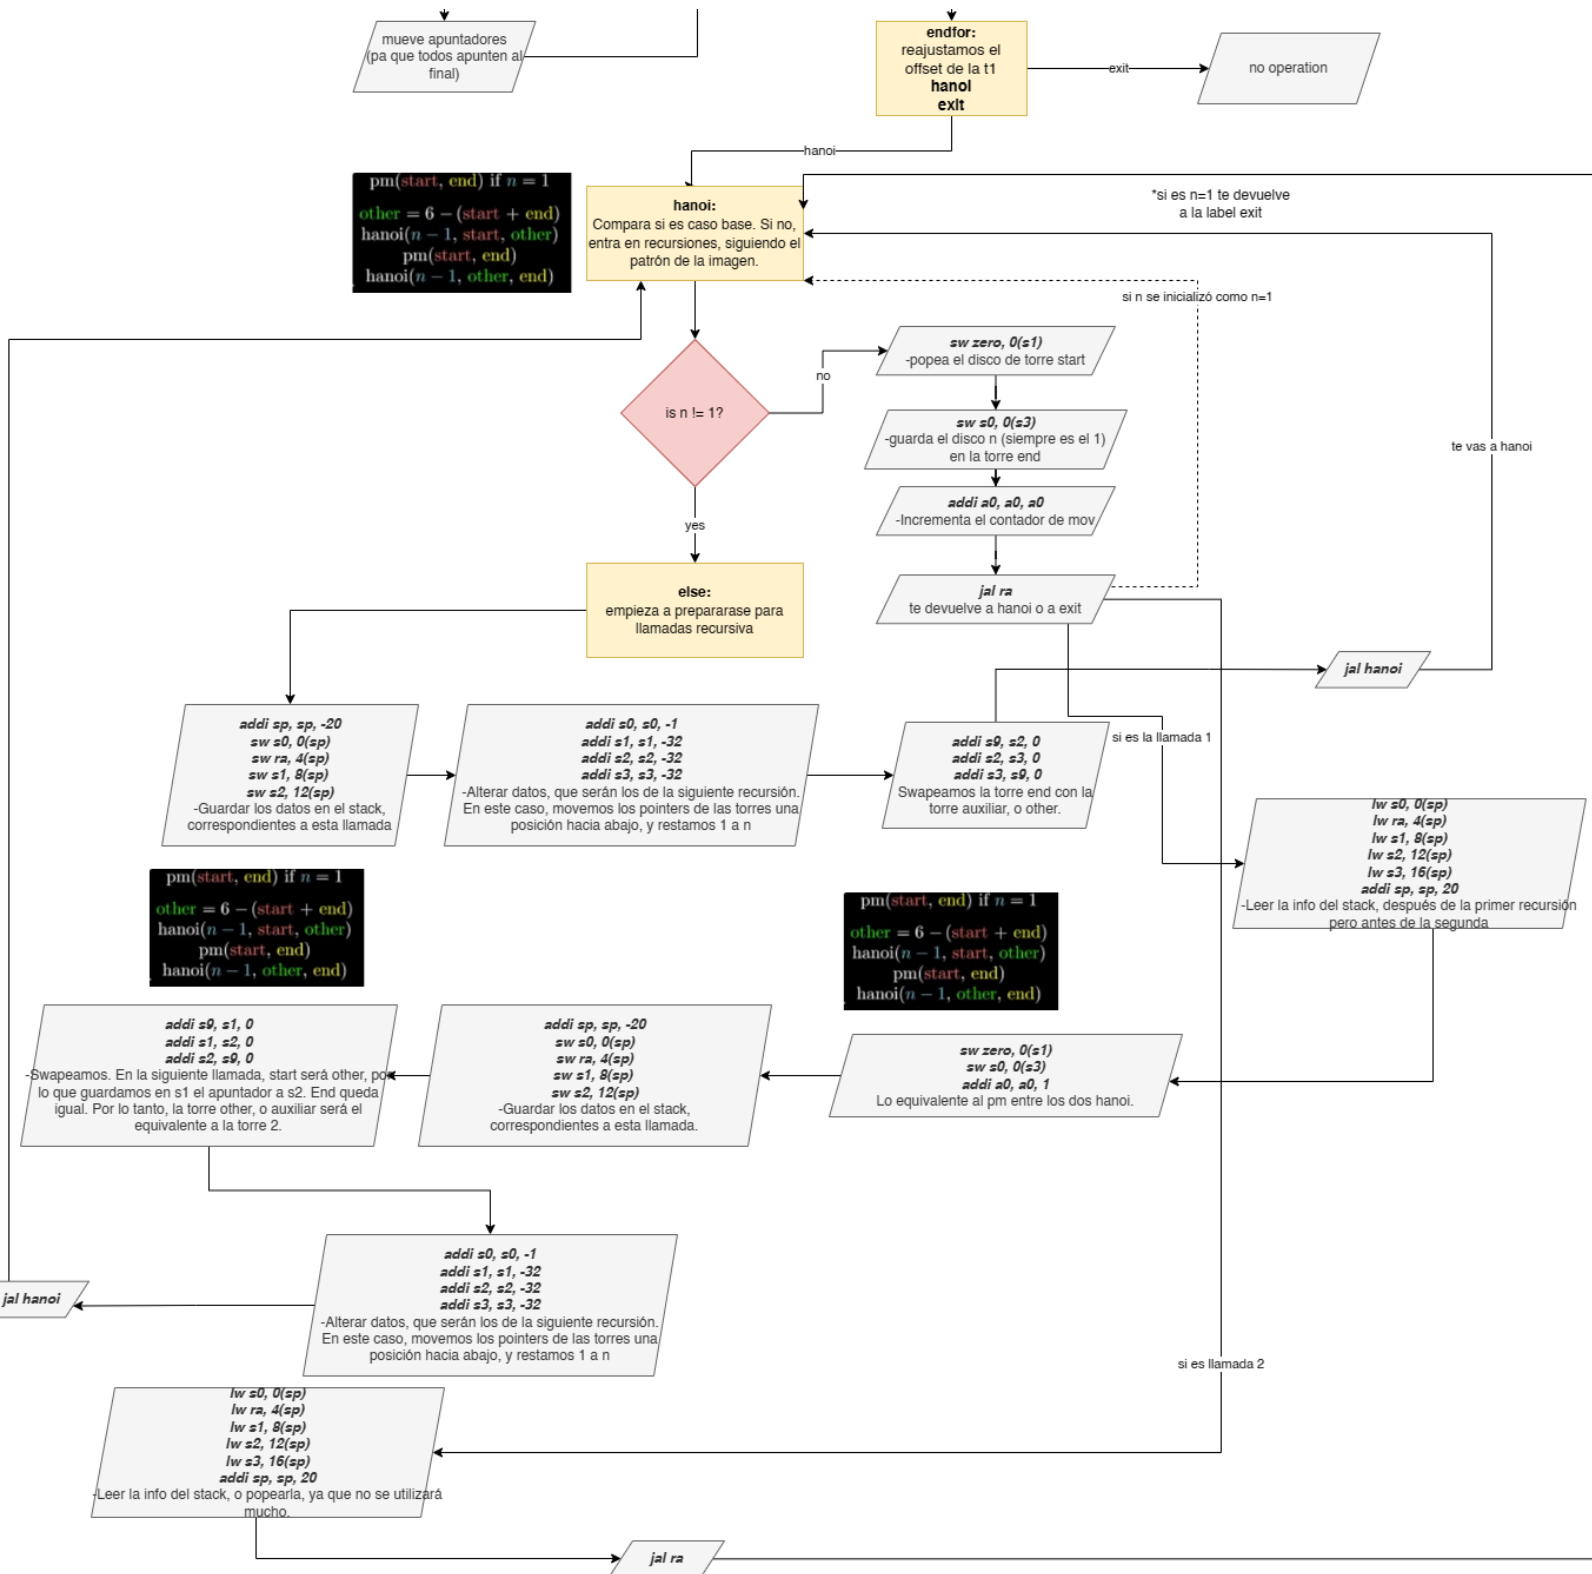 mueve apuntadores
(pa que todos apunten al
final)
endfor:
reajustamos el
offset de la t1
hanoi
exit
exit
no operation
hanoi
pm(start, end) if n = 1
other = 6 − (start + end)
hanoi(n − 1, start, other)
pm(start, end)
hanoi(n − 1, other, end)
hanoi:
Compara si es caso base. Si no,
entra en recursiones, siguiendo el
patrón de la imagen.
*si es n=1 te devuelve
a la label exit
si n se inicializó como n=1
is n != 1?
no
yes
sw zero, 0(s1)
-popea el disco de torre start
sw s0, 0(s3)
-guarda el disco n (siempre es el 1)
en la torre end
addi a0, a0, a0
-Incrementa el contador de mov
jal ra
te devuelve a hanoi o a exit
te vas a hanoi
else:
empieza a prepararase para
llamadas recursiva
jal hanoi
addi sp, sp, -20
sw s0, 0(sp)
sw ra, 4(sp)
sw s1, 8(sp)
sw s2, 12(sp)
-Guardar los datos en el stack,
correspondientes a esta llamada
addi s0, s0, -1
addi s1, s1, -32
addi s2, s2, -32
addi s3, s3, -32
-Alterar datos, que serán los de la siguiente recursión.
En este caso, movemos los pointers de las torres una
posición hacia abajo, y restamos 1 a n
addi s9, s2, 0
addi s2, s3, 0
addi s3, s9, 0
Swapeamos la torre end con la
torre auxiliar, o other.
si es la llamada 1
lw s0, 0(sp)
lw ra, 4(sp)
lw s1, 8(sp)
lw s2, 12(sp)
lw s3, 16(sp)
addi sp, sp, 20
-Leer la info del stack, después de la primer recursión
pero antes de la segunda
pm(start, end) if n = 1
other = 6 − (start + end)
hanoi(n − 1, start, other)
pm(start, end)
hanoi(n − 1, other, end)
pm(start, end) if n = 1
other = 6 − (start + end)
hanoi(n − 1, start, other)
pm(start, end)
hanoi(n − 1, other, end)
addi s9, s1, 0
addi s1, s2, 0
addi s2, s9, 0
-Swapeamos. En la siguiente llamada, start será other, por
lo que guardamos en s1 el apuntador a s2. End queda
igual. Por lo tanto, la torre other, o auxiliar será el
equivalente a la torre 2.
addi sp, sp, -20
sw s0, 0(sp)
sw ra, 4(sp)
sw s1, 8(sp)
sw s2, 12(sp)
-Guardar los datos en el stack,
correspondientes a esta llamada.
sw zero, 0(s1)
sw s0, 0(s3)
addi a0, a0, 1
Lo equivalente al pm entre los dos hanoi.
addi s0, s0, -1
addi s1, s1, -32
addi s2, s2, -32
addi s3, s3, -32
-Alterar datos, que serán los de la siguiente recursión.
En este caso, movemos los pointers de las torres una
posición hacia abajo, y restamos 1 a n
jal hanoi
si es llamada 2
lw s0, 0(sp)
lw ra, 4(sp)
lw s1, 8(sp)
lw s2, 12(sp)
lw s3, 16(sp)
addi sp, sp, 20
-Leer la info del stack, o popearla, ya que no se utilizará
mucho.
jal ra